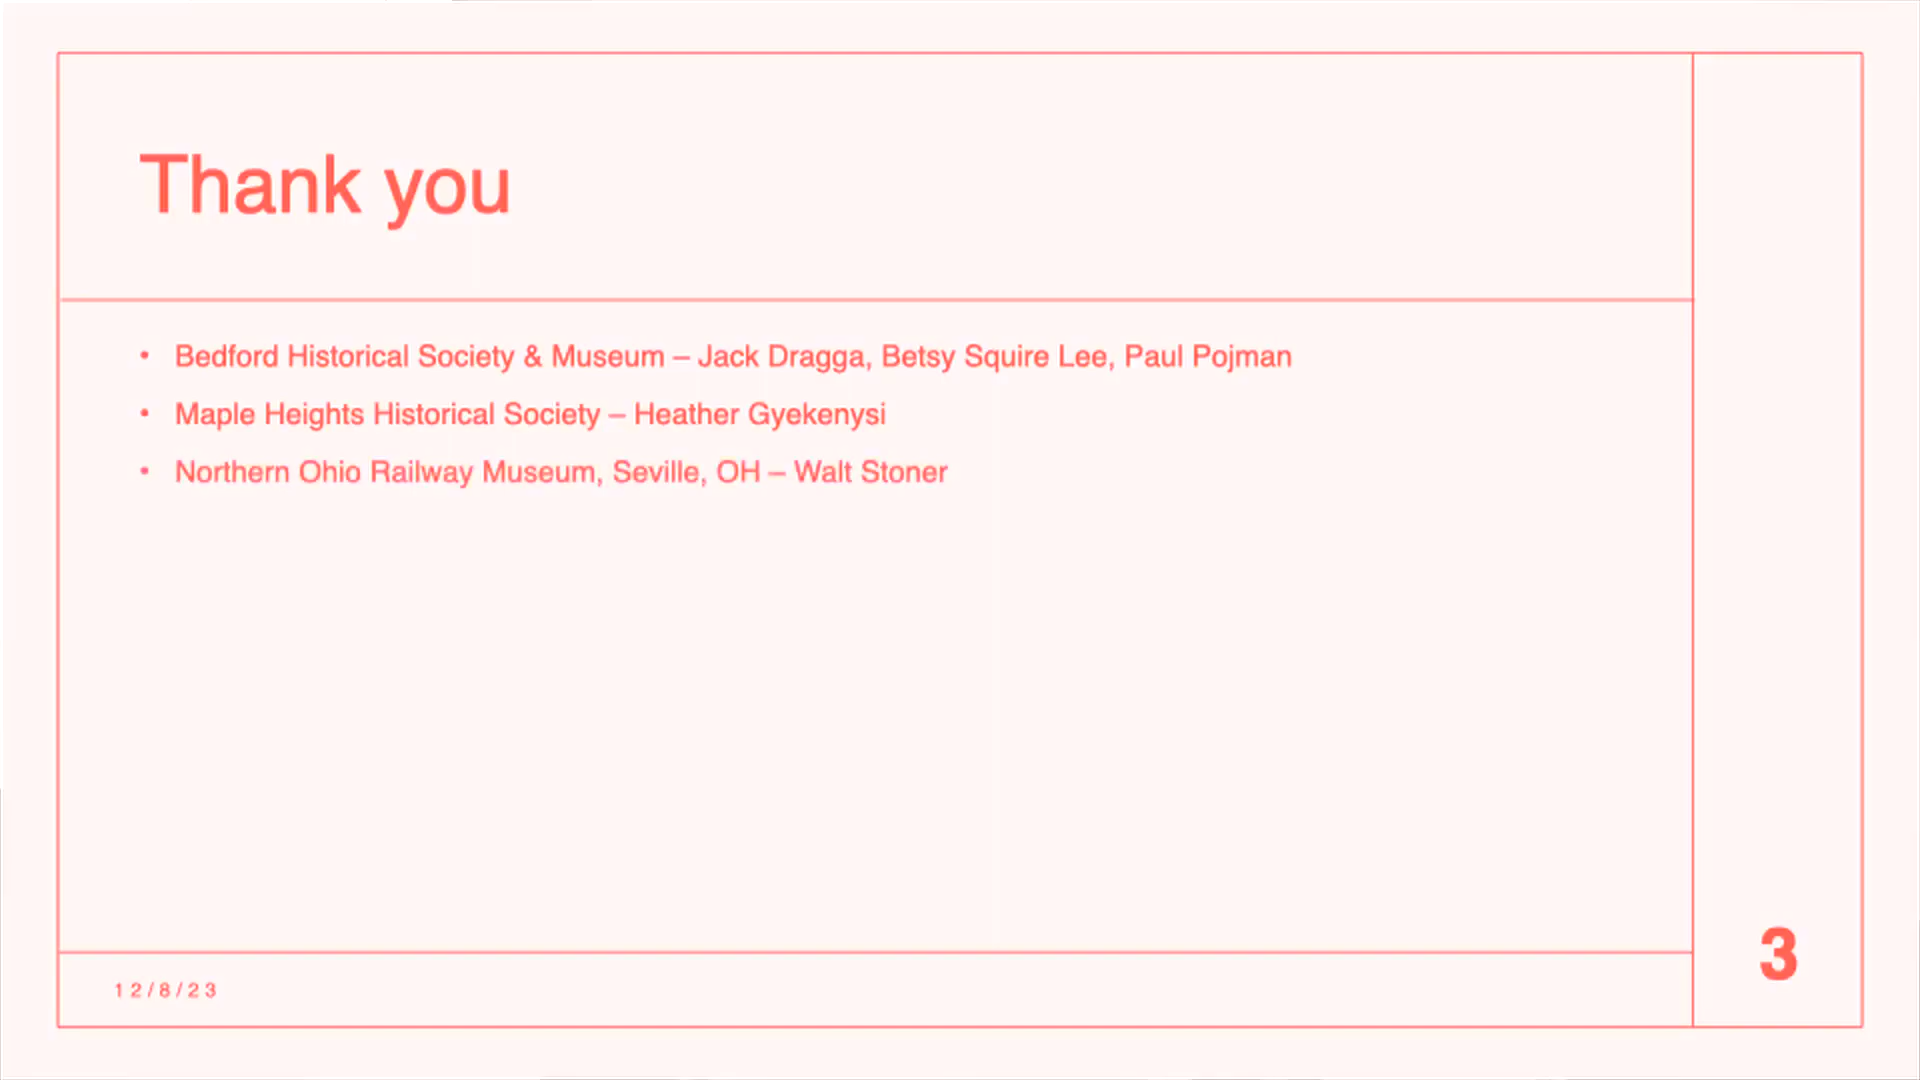 Thank you
• Bedford Historical Society & Museum – Jack Dragga, Betsy Squire Lee, Paul Pojman
• Maple Heights Historical Society – Heather Gyekenysi
• Northern Ohio Railway Museum, Seville, OH – Walt Stoner
12/8/23
3